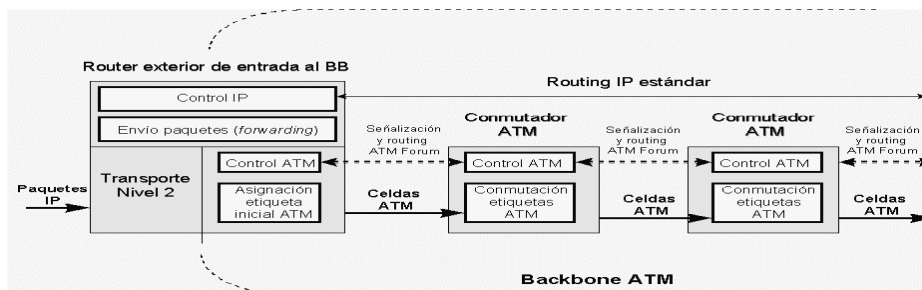 Router exterior de entrada al BB
Control IP
Envío paquetes (forwarding)
Transporte
Nivel 2
Control ATM
Asignación
etiqueta
inicial ATM
Paquetes
IP
Routing IP estándar
Señalización
y routing
ATM Forum
Celdas
ATM
Conmutador
ATM
Control ATM
Conmutación
etiquetas
ATM
Señalización
y routing
ATM Forum
Celdas
ATM
Conmutador
ATM
Control ATM
Conmutación
etiquetas
ATM
Señalización
y routing
ATM Forum
Celdas
ATM
Backbone ATM